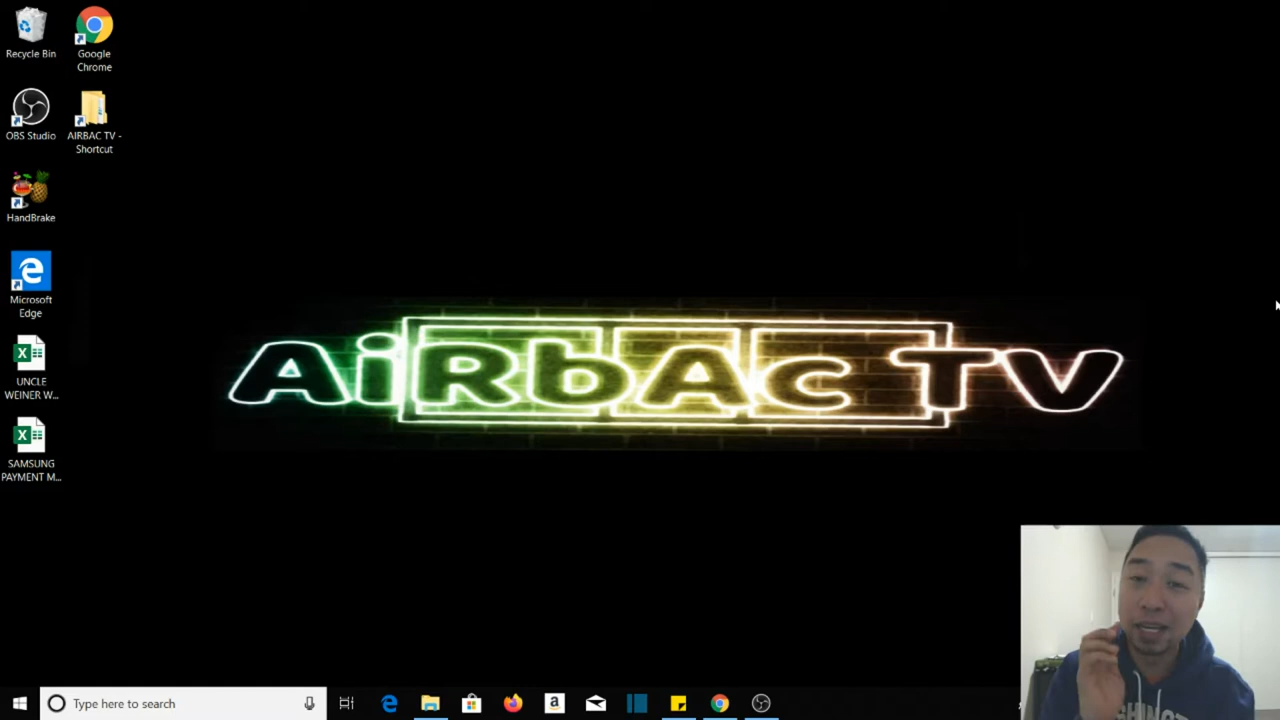 Recycle Bin
Google
Chrome
OBS Studio
AIRBAC TV -
Shortcut
HandBrake
Microsoft
Edge
UNCLE
WEINER W...
SAMSUNG
PAYMENT M...
AiRbAc TV
Type here to search